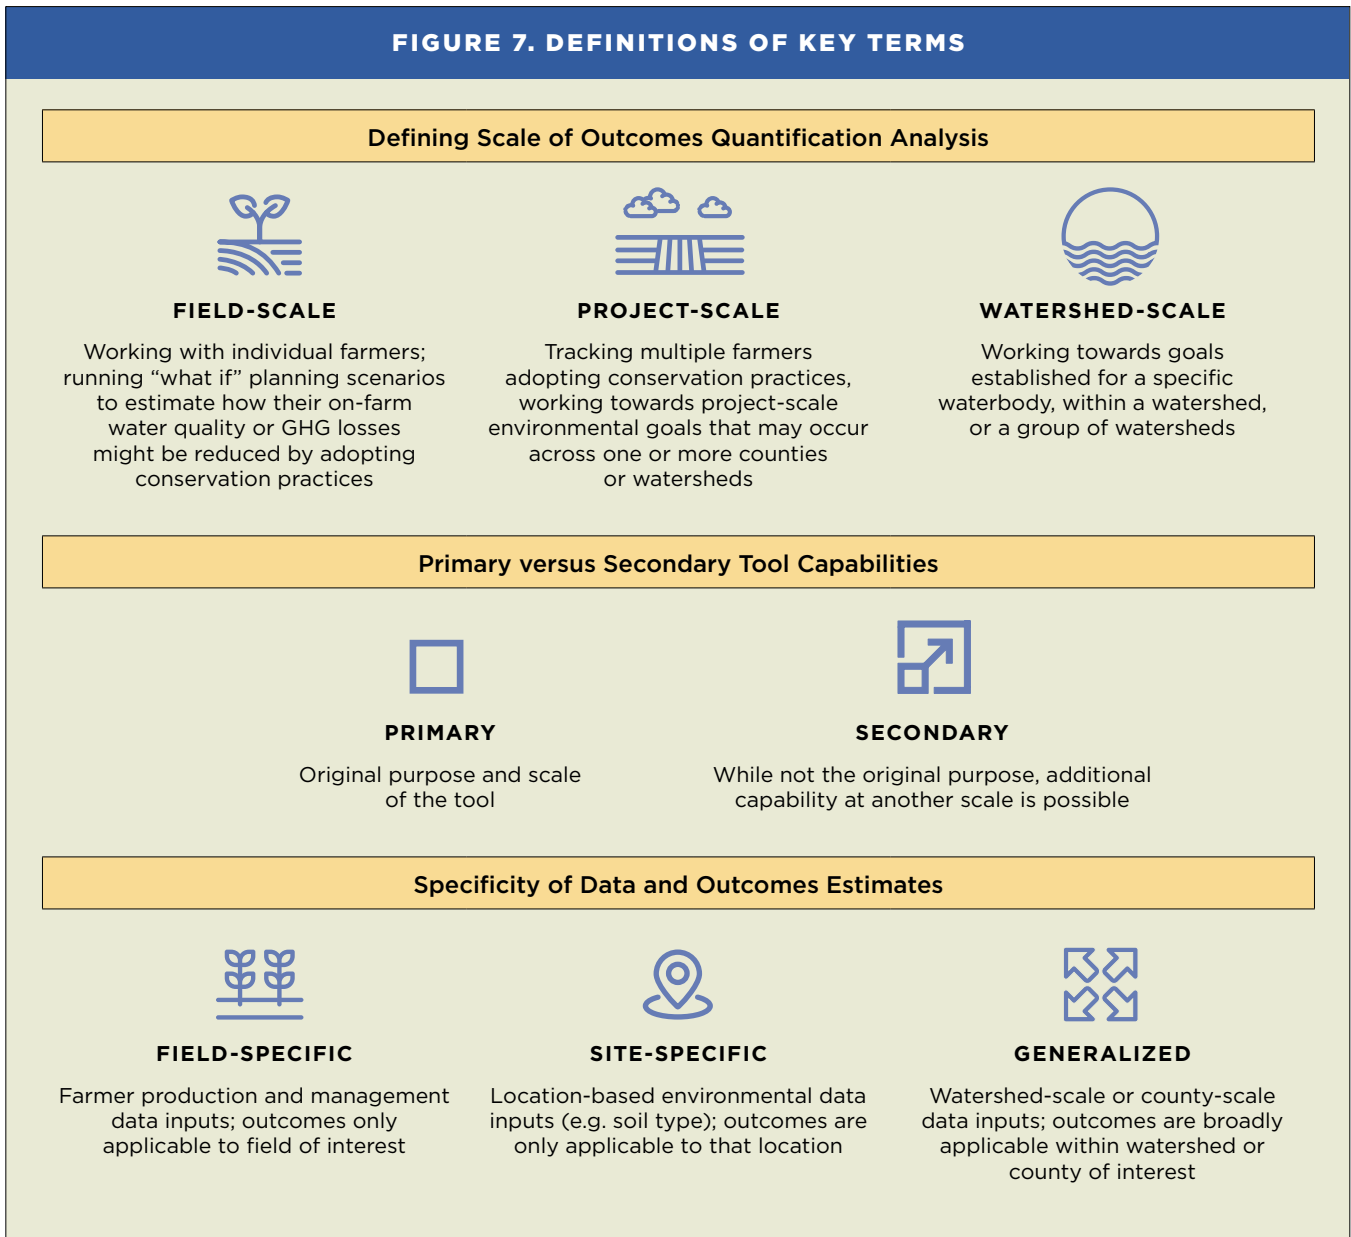 FIGURE 7. DEFINITIONS OF KEY TERMS
Defining Scale of Outcomes Quantification Analysis
FIELD-SCALE
Working with individual farmers;
running “what if” planning scenarios
to estimate how their on-farm
water quality or GHG losses
might be reduced by adopting
conservation practices
PROJECT-SCALE
Tracking multiple farmers
adopting conservation practices,
working towards project-scale
environmental goals that may occur
across one or more counties
or watersheds
WATERSHED-SCALE
Working towards goals
established for a specific
waterbody, within a watershed,
or a group of watersheds
Primary versus Secondary Tool Capabilities
PRIMARY
Original purpose and scale
of the tool
SECONDARY
While not the original purpose, additional
capability at another scale is possible
Specificity of Data and Outcomes Estimates
FIELD-SPECIFIC
Farmer production and management
data inputs; outcomes only
applicable to field of interest
SITE-SPECIFIC
Location-based environmental data
inputs (e.g. soil type); outcomes are
only applicable to that location
GENERALIZED
Watershed-scale or county-scale
data inputs; outcomes are broadly
applicable within watershed or
county of interest